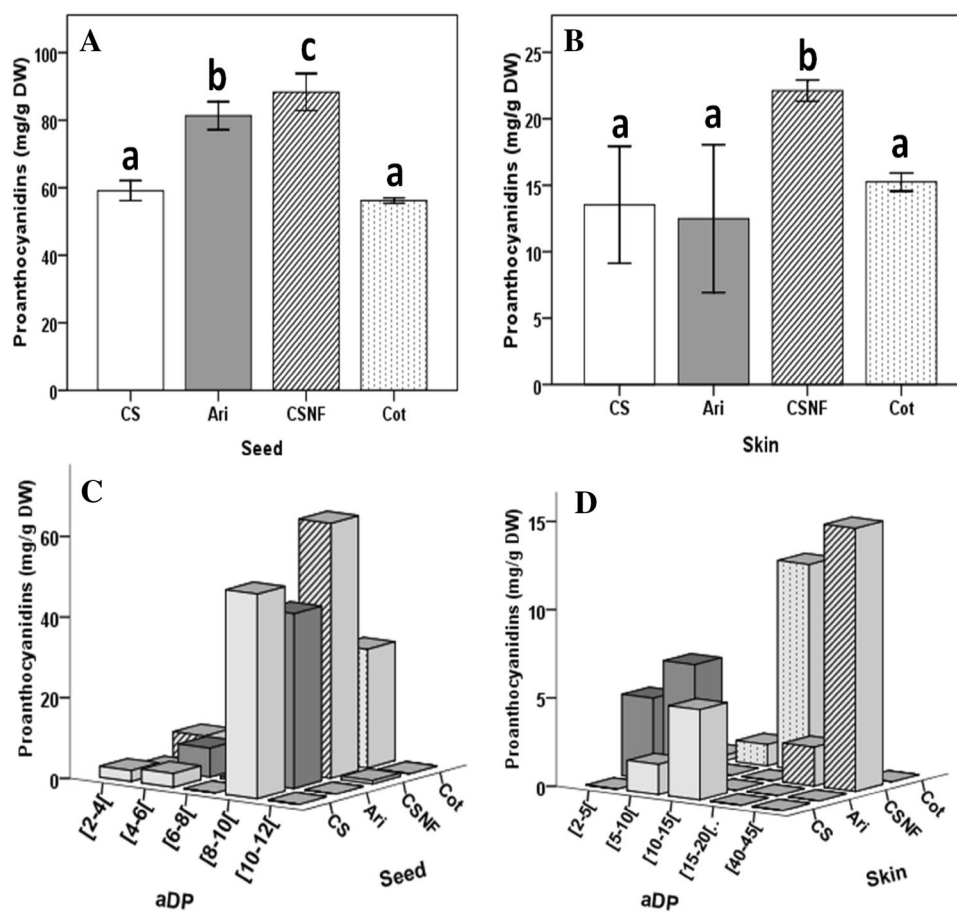 A
Proanthocyanidins (mg/g DW)
100
80
60
40
20
0
a
b
c
a
CS
Ari
CSNF
Cot
Seed
B
Proanthocyanidins (mg/g DW)
25
20
15
10
5
0
a
a
b
a
CS
Ari
CSNF
Cot
Skin
C
Proanthocyanidins (mg/g DW)
60
40
20
0
[2-4[
[4-6[
[6-8[
[8-10[
[10-12[
aDP
CS
Ari
CSNF
Cot
Seed
D
Proanthocyanidins (mg/g DW)
15
10
5
0
[2-5[
[5-10[
[10-15[
[15-20[..
[40-45[
aDP
CS
Ari
CSNF
Cot
Skin